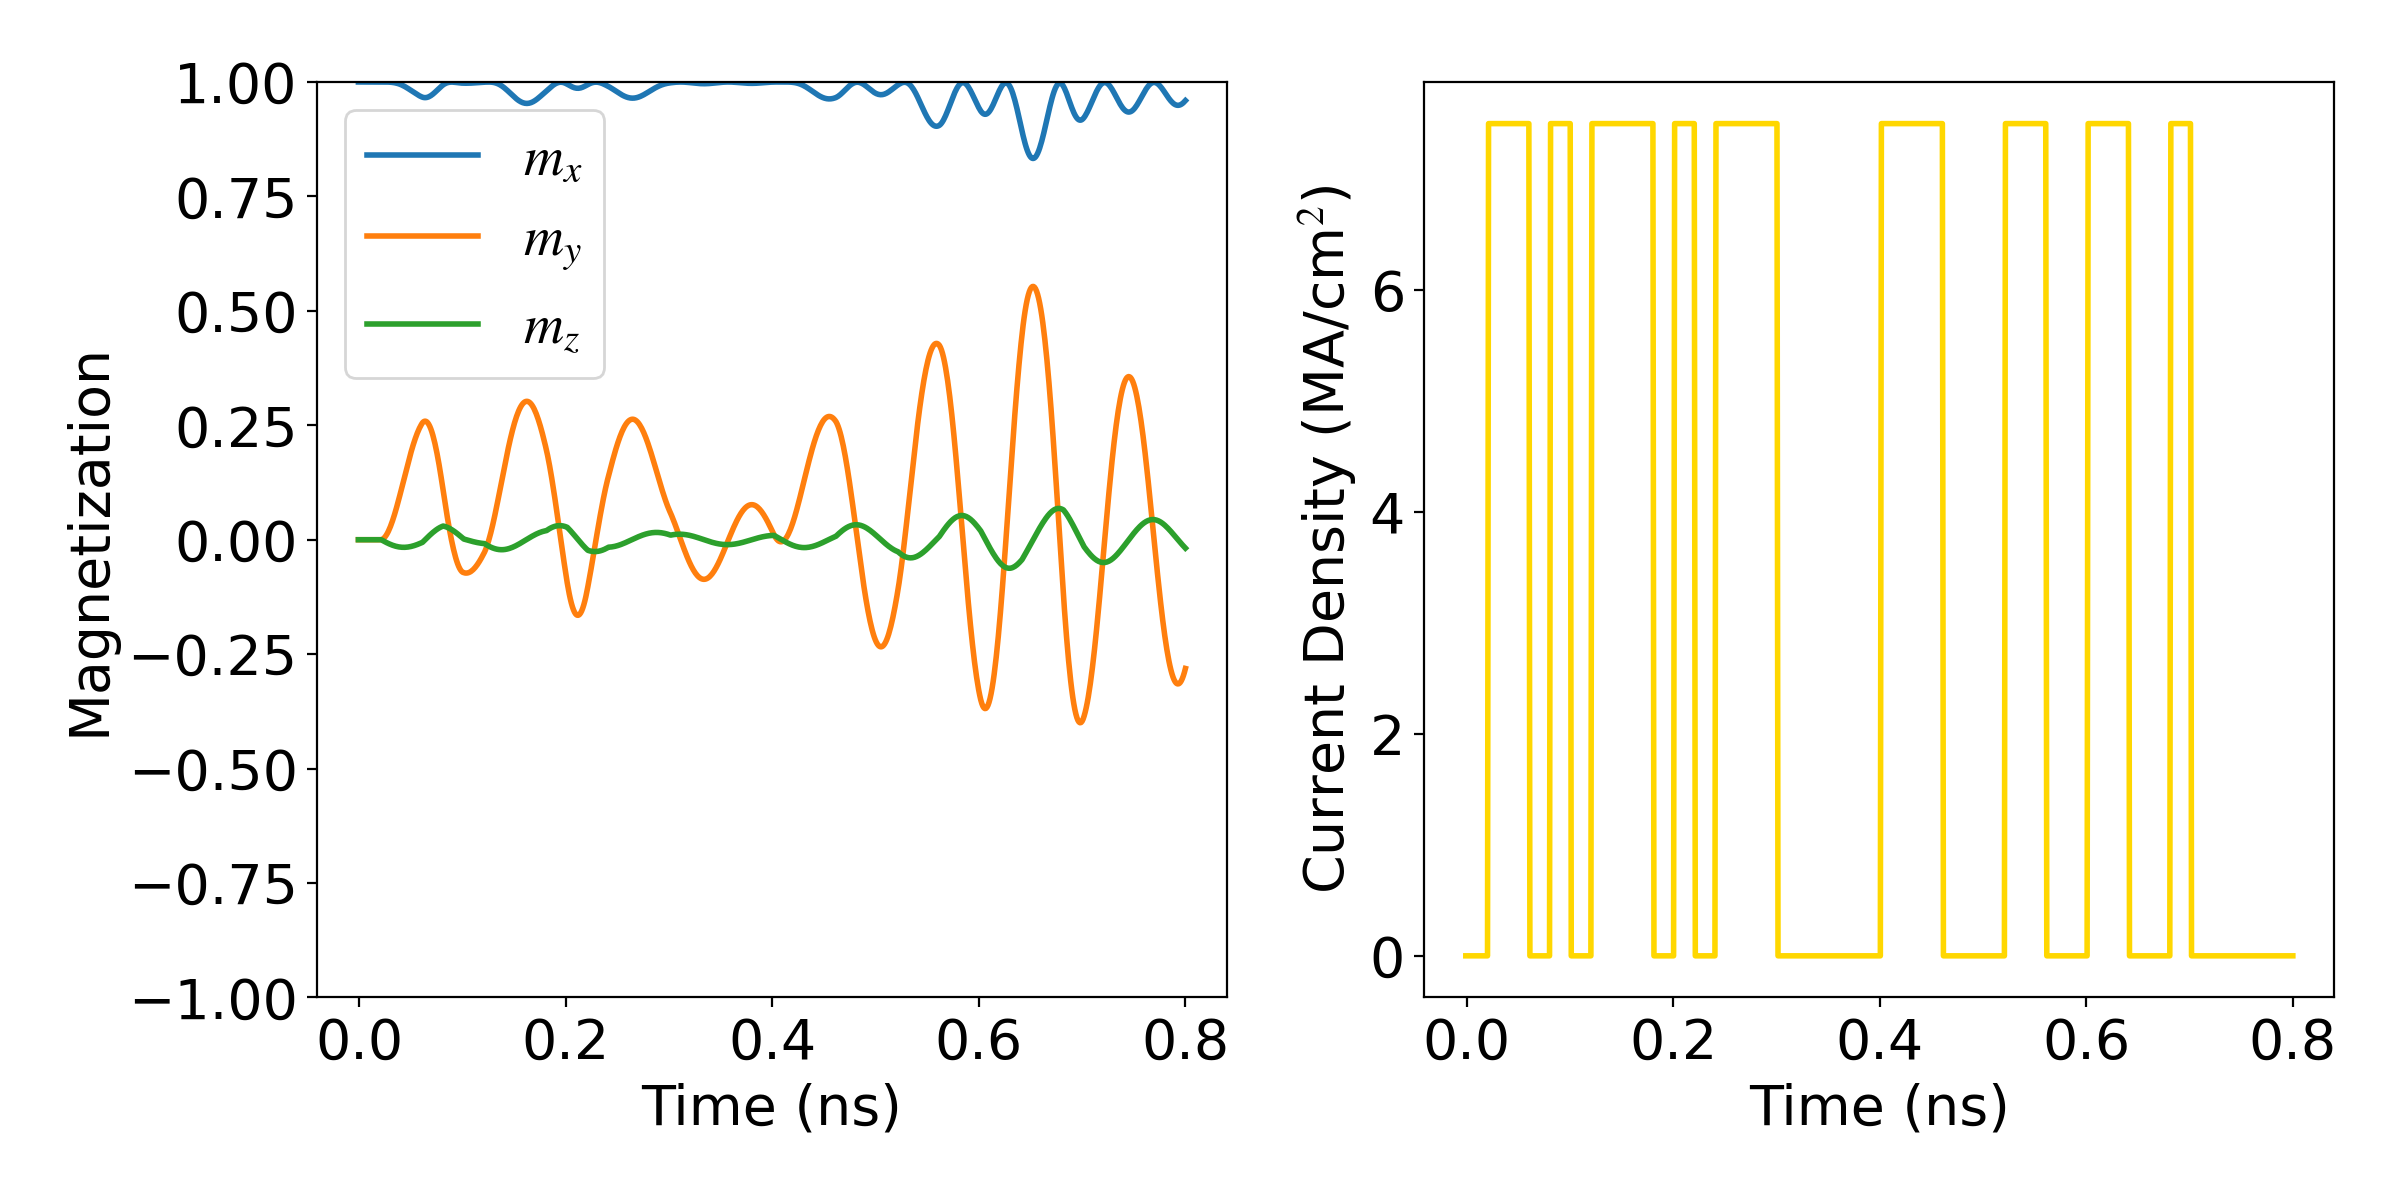 1.00
0.75
0.50
0.25
0.00
−0.25
−0.50
−0.75
−1.00
Magnetization
m_x
m_y
m_z
0.0 0.2 0.4 0.6 0.8
Time (ns)
Current Density (MA/cm²)
6
4
2
0
0.0 0.2 0.4 0.6 0.8
Time (ns)